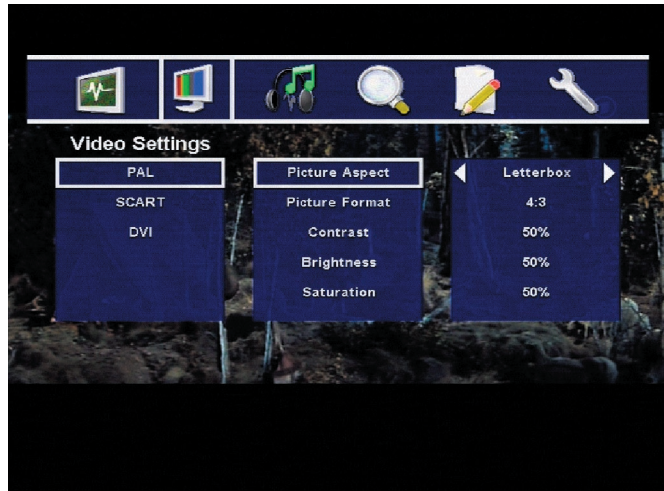 Video Settings
PAL
SCART
DVI
Picture Aspect
Picture Format
Contrast
Brightness
Saturation
Letterbox
4:3
50%
50%
50%